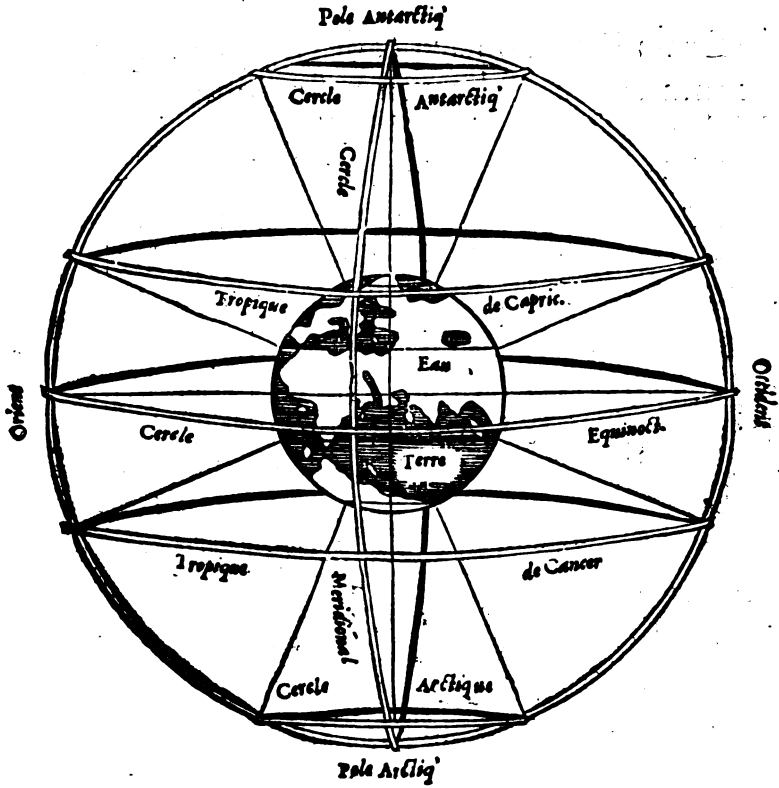 Pole Antarctiq'
Cercle Antarctiq'
Cercle
Tropique de Capric.
Eau
Orient
Occident
Cercle Equinoct.
Terre
Tropique de Cancer
Meridional
Cercle Arctique
Pole Arctiq'